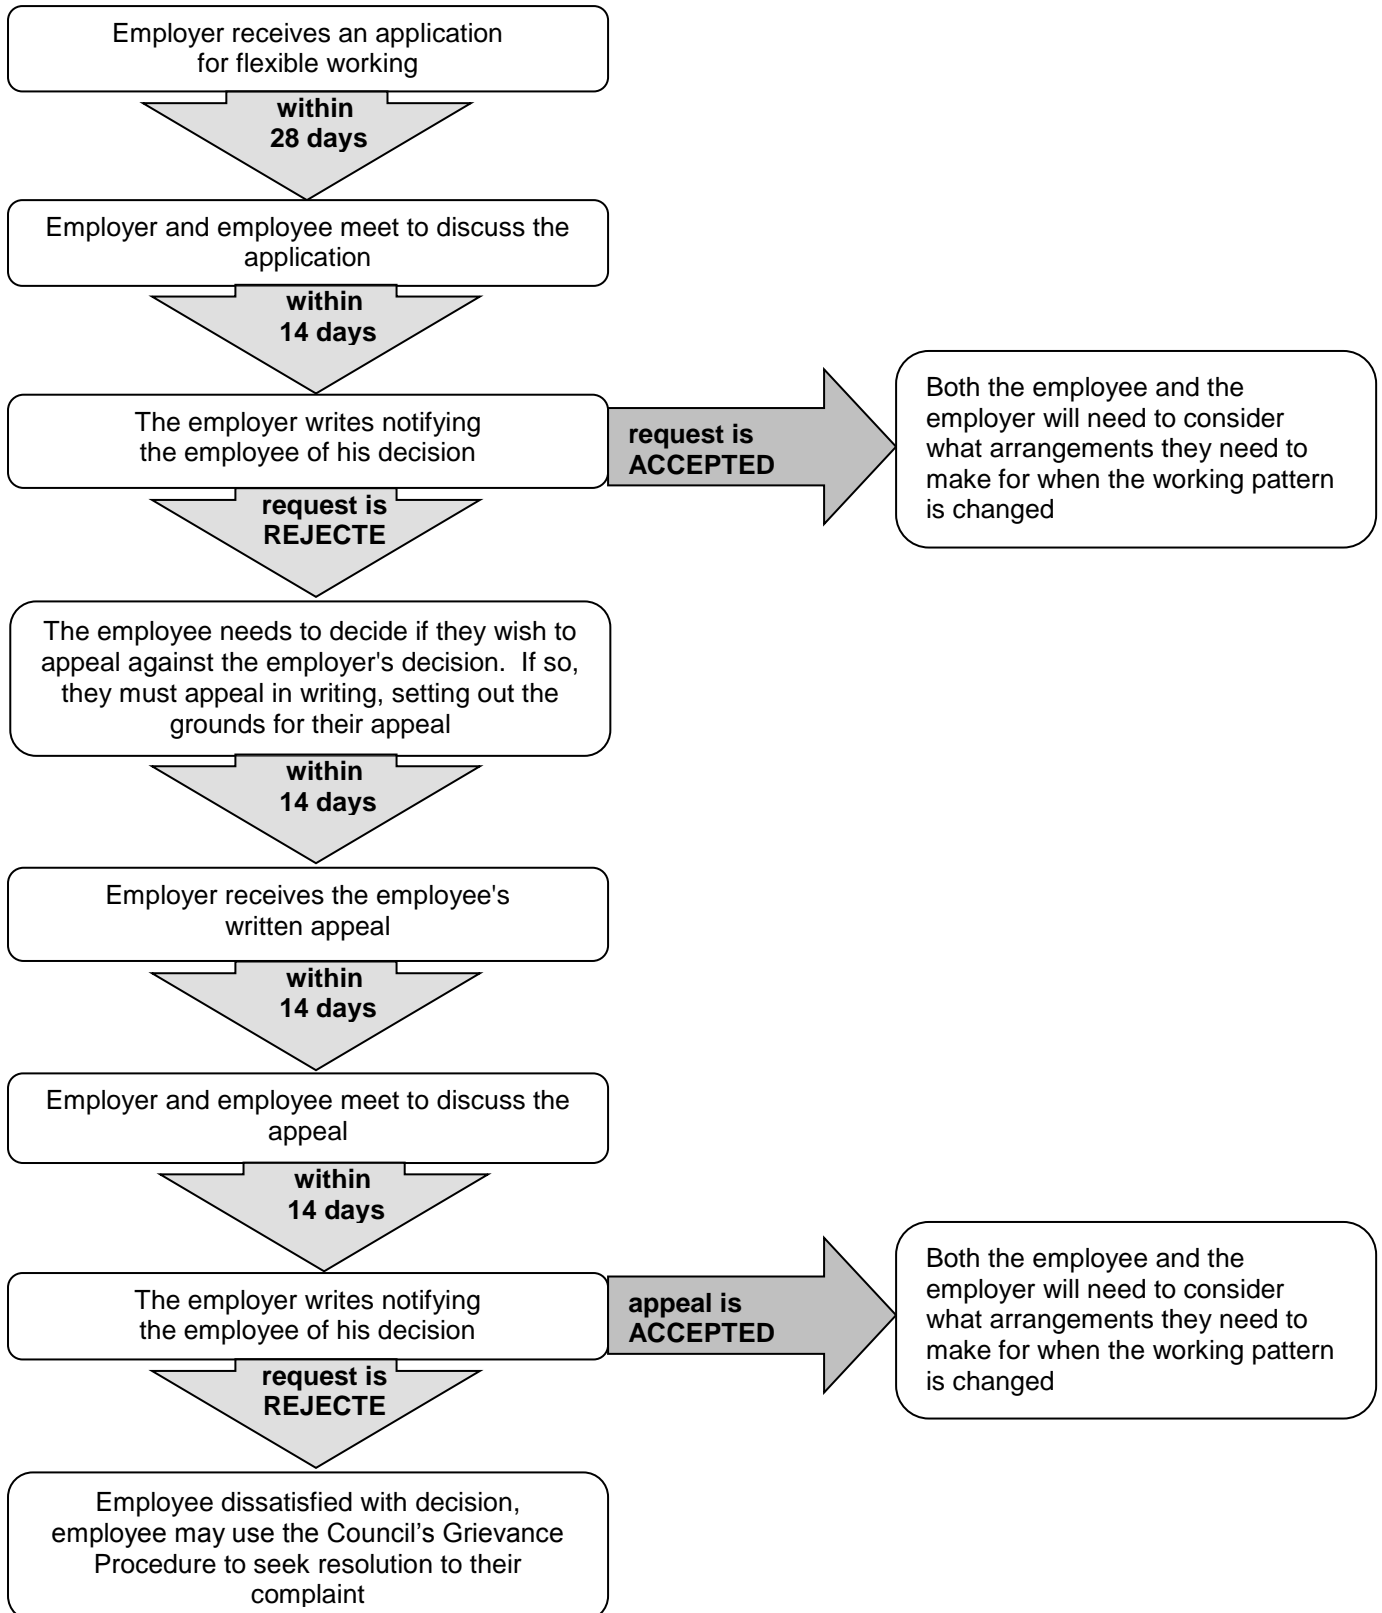 Employer receives an application
for flexible working
within
28 days
Employer and employee meet to discuss the
application
within
14 days
The employer writes notifying
the employee of his decision
request is
ACCEPTED
Both the employee and the
employer will need to consider
what arrangements they need to
make for when the working pattern
is changed
request is
REJECTE
The employee needs to decide if they wish to
appeal against the employer's decision.  If so,
they must appeal in writing, setting out the
grounds for their appeal
within
14 days
Employer receives the employee's
written appeal
within
14 days
Employer and employee meet to discuss the
appeal
within
14 days
The employer writes notifying
the employee of his decision
appeal is
ACCEPTED
Both the employee and the
employer will need to consider
what arrangements they need to
make for when the working pattern
is changed
request is
REJECTE
Employee dissatisfied with decision,
employee may use the Council’s Grievance
Procedure to seek resolution to their
complaint